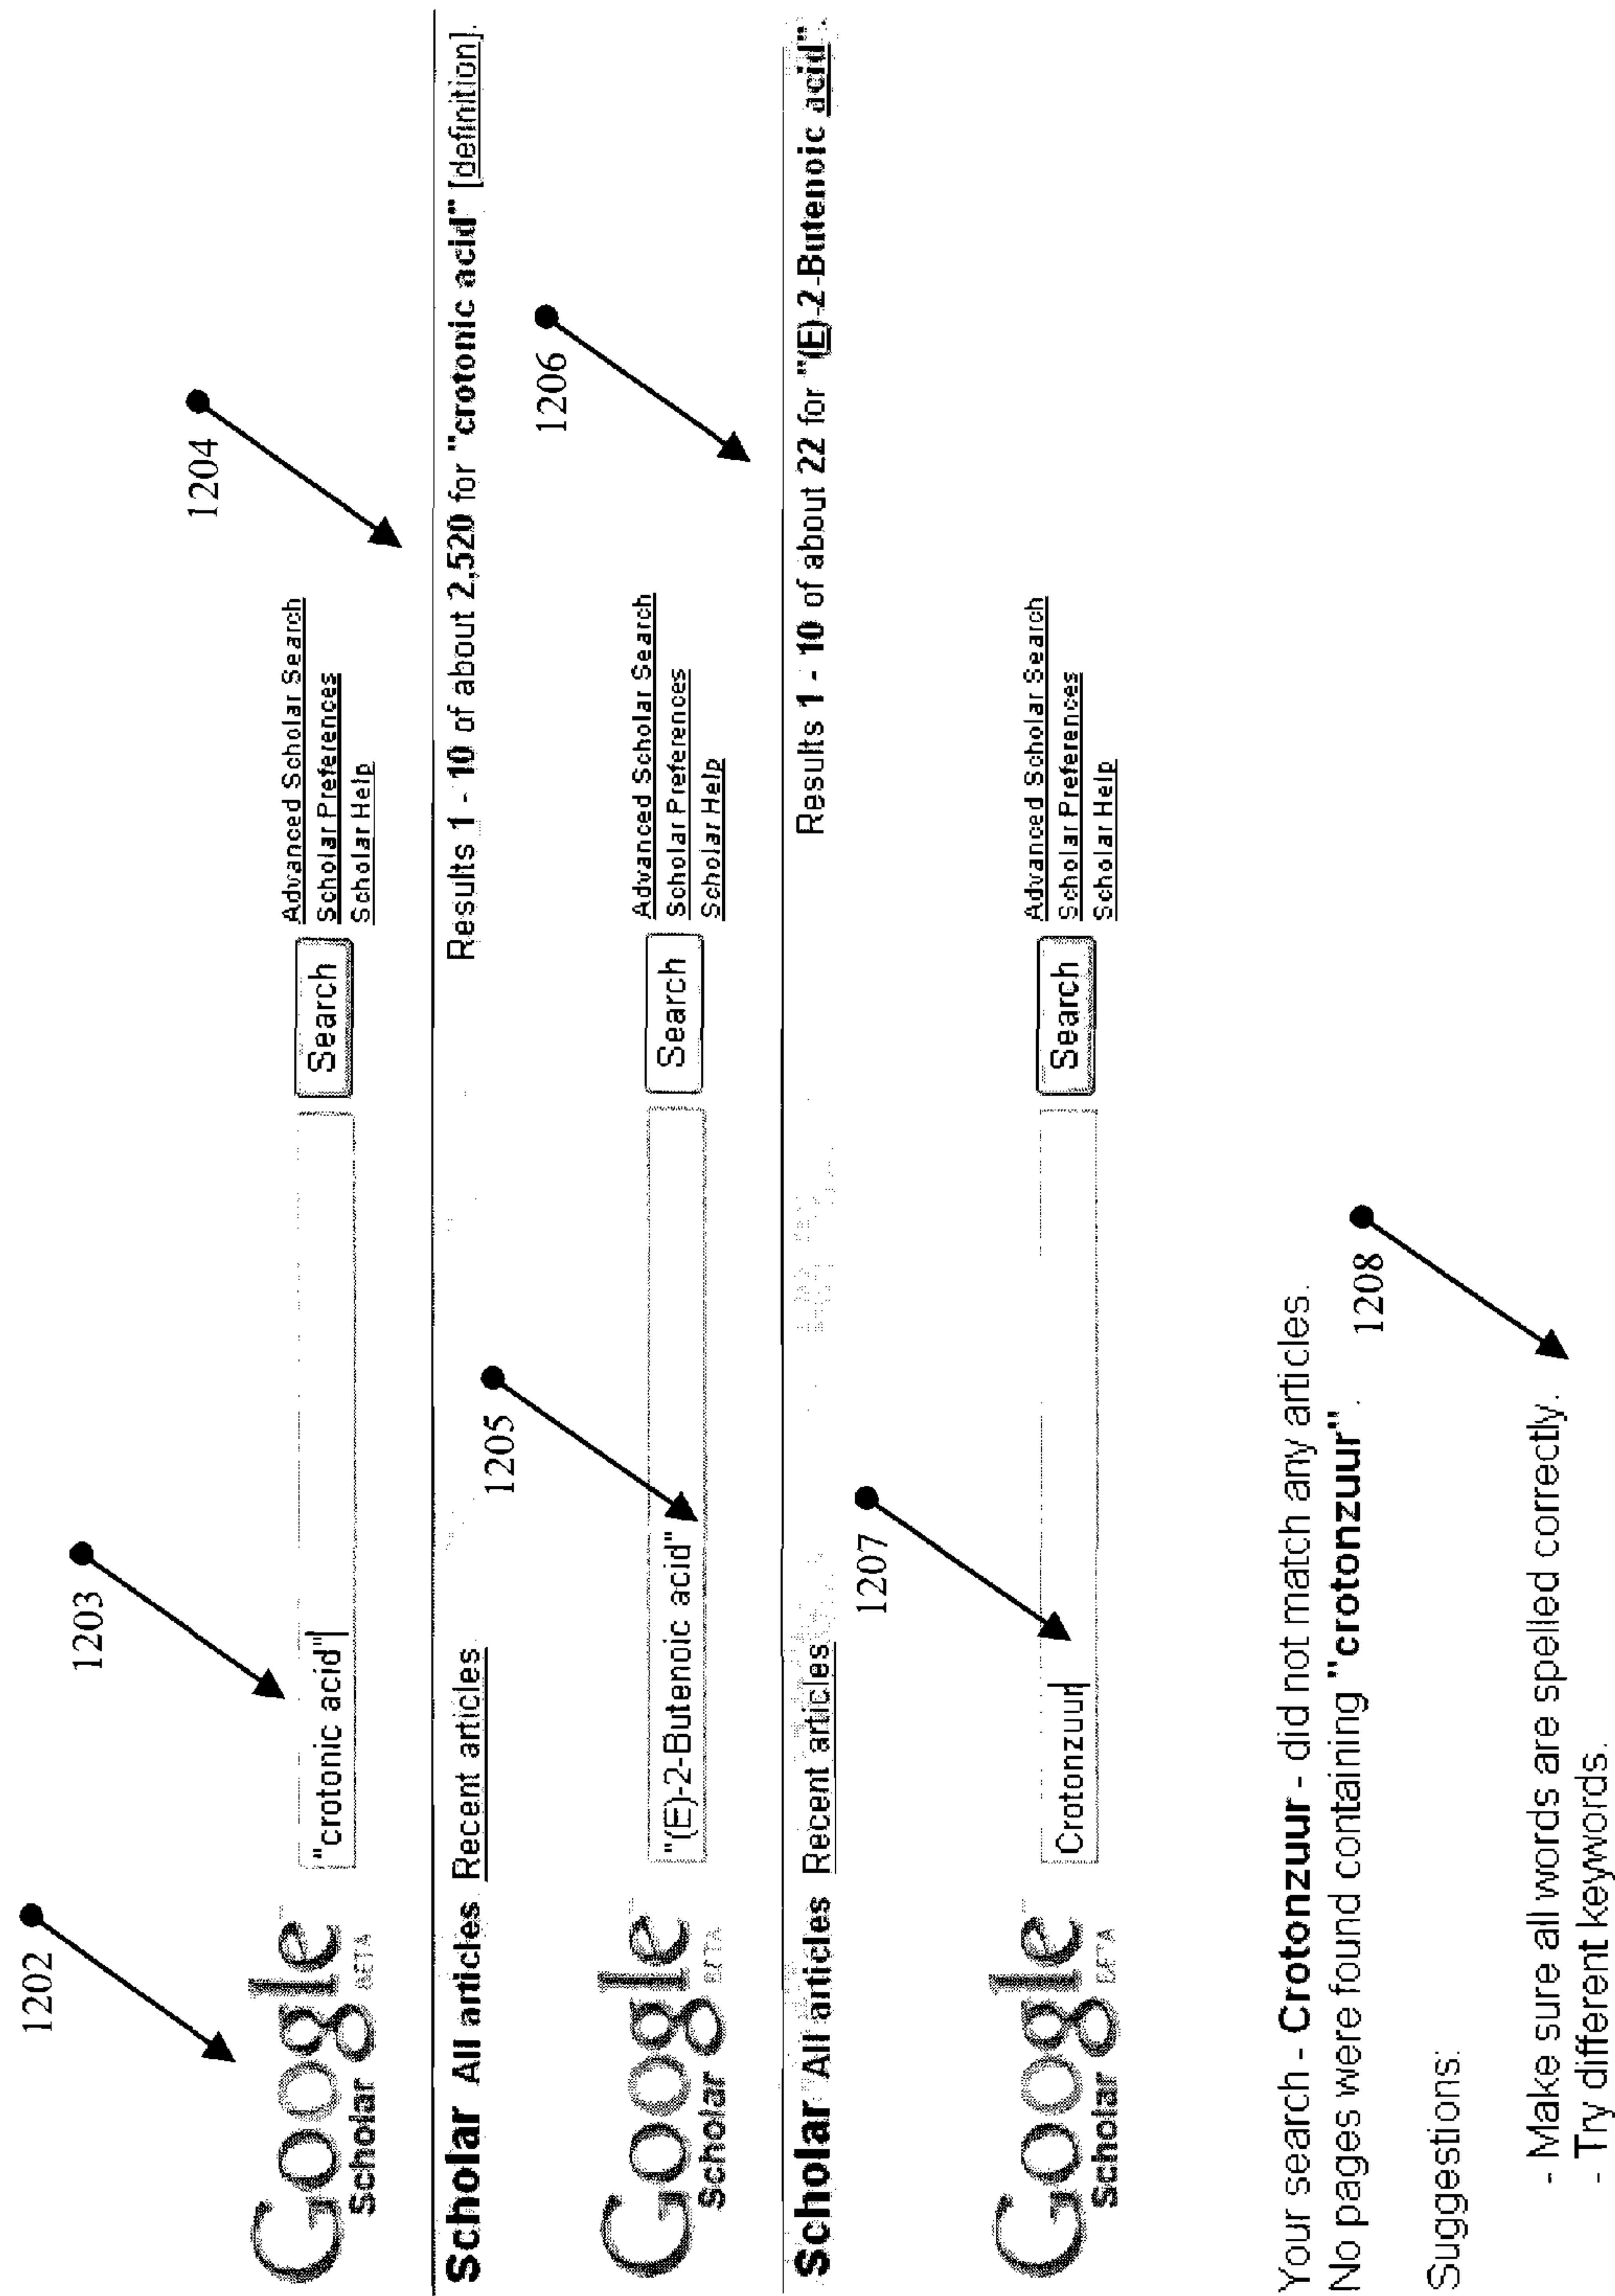 1202
1203
1204
Google
Scholar BETA
"crotonic acid"
Search
Advanced Scholar Search
Scholar Preferences
Scholar Help
Scholar All articles Recent articles
Results 1 - 10 of about 2,520 for "crotonic acid" [definition].
1205
1206
Google
Scholar BETA
"(E)-2-Butenoic acid"
Search
Advanced Scholar Search
Scholar Preferences
Scholar Help
Scholar All articles Recent articles
Results 1 - 10 of about 22 for "(E)-2-Butenoic acid".
1207
Google
Scholar BETA
Crotonzuur
Search
Advanced Scholar Search
Scholar Preferences
Scholar Help
Your search - Crotonzuur - did not match any articles.
No pages were found containing "crotonzuur".
1208
Suggestions:
- Make sure all words are spelled correctly.
- Try different keywords.